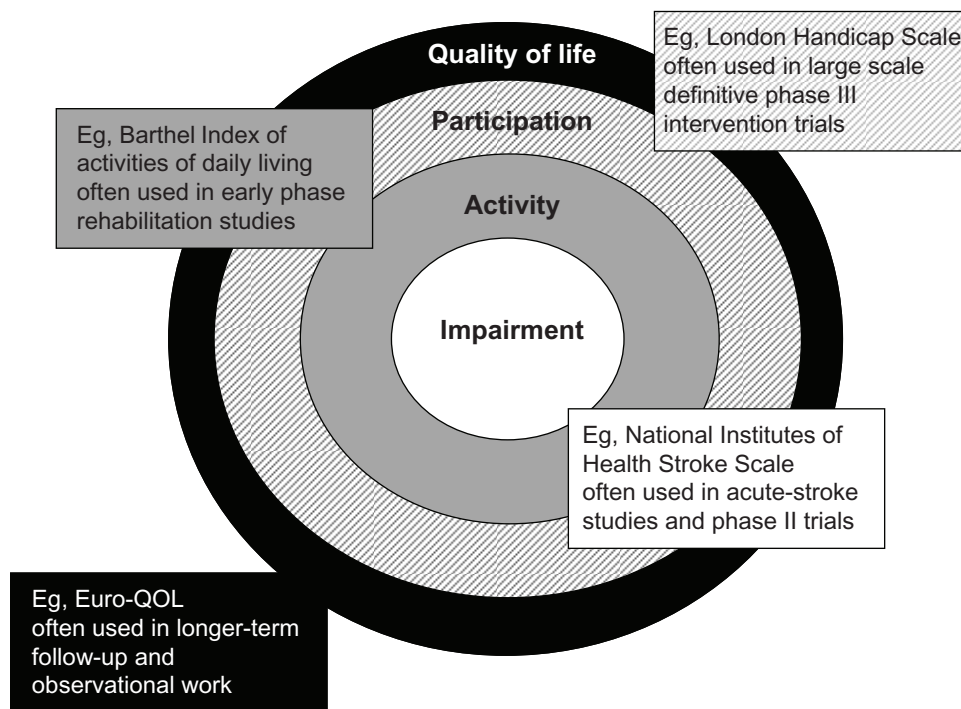 Quality of life
Eg, London Handicap Scale
often used in large scale
definitive phase III
intervention trials
Participation
Eg, Barthel Index of
activities of daily living
often used in early phase
rehabilitation studies
Activity
Impairment
Eg, National Institutes of
Health Stroke Scale
often used in acute-stroke
studies and phase II trials
Eg, Euro-QOL
often used in longer-term
follow-up and
observational work